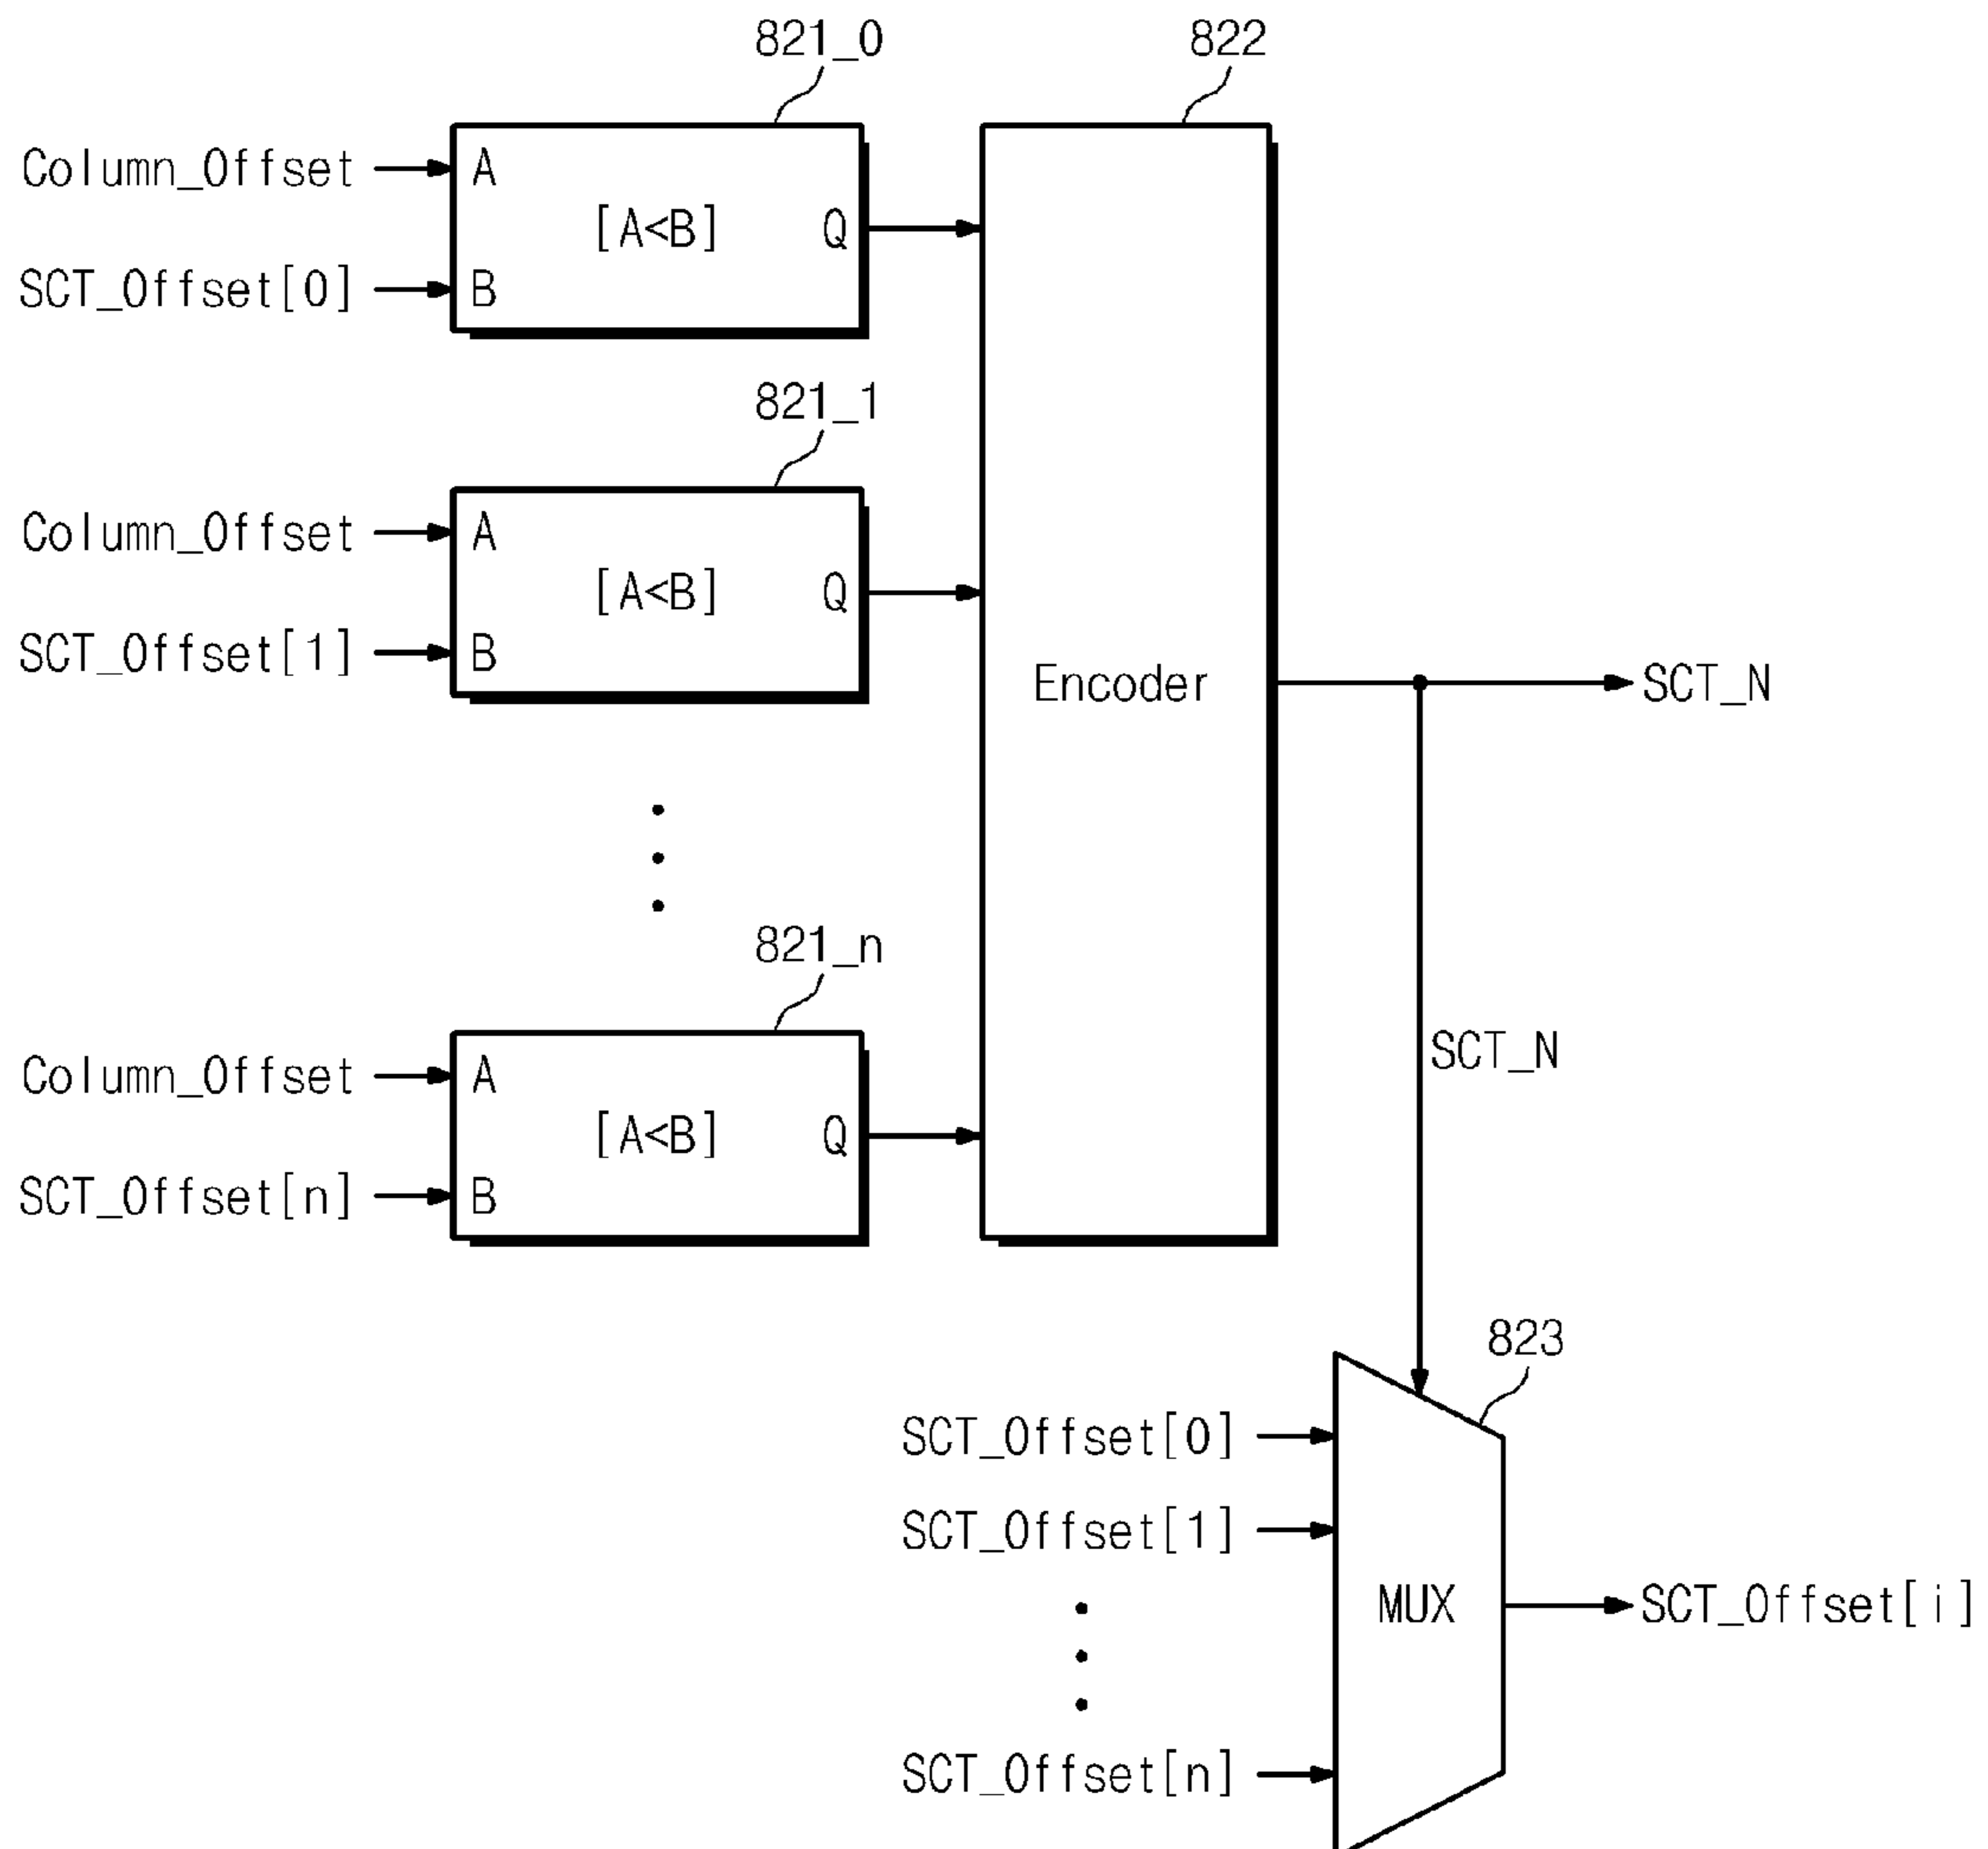 821_0
822
Column_Offset
A
[A<B]
Q
SCT_Offset[0]
B
821_1
Column_Offset
A
[A<B]
Q
SCT_Offset[1]
B
Encoder
SCT_N
821_n
Column_Offset
A
[A<B]
Q
SCT_Offset[n]
B
SCT_N
823
SCT_Offset[0]
SCT_Offset[1]
MUX
SCT_Offset[i]
SCT_Offset[n]